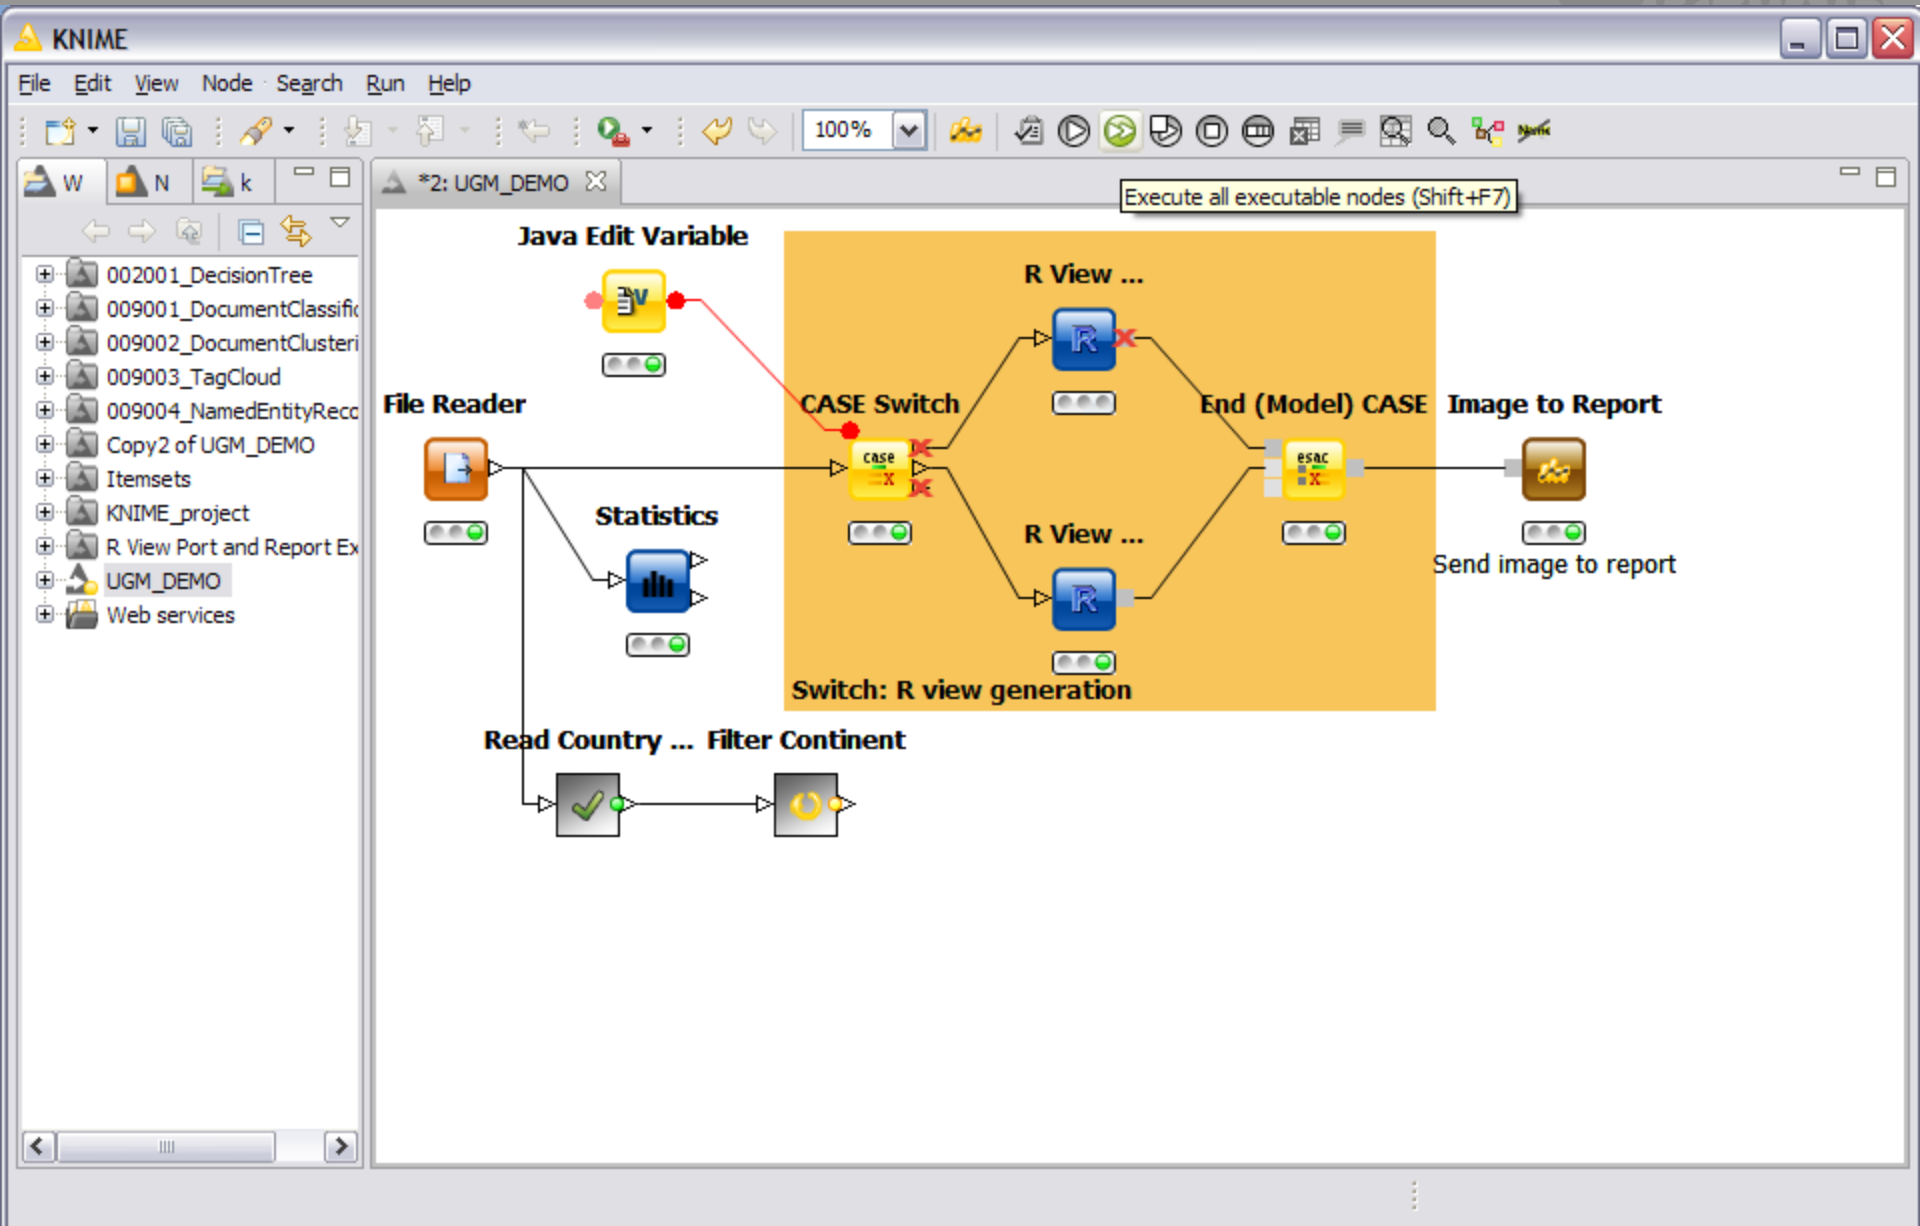 KNIME
File Edit View Node Search Run Help
100%
W N k
*2: UGM_DEMO
Execute all executable nodes (Shift+F7)
002001_DecisionTree
009001_DocumentClassific
009002_DocumentClusteri
009003_TagCloud
009004_NamedEntityReco
Copy2 of UGM_DEMO
Itemsets
KNIME_project
R View Port and Report Ex
UGM_DEMO
Web services
Java Edit Variable
V
R View ...
R
File Reader
CASE Switch
End (Model) CASE
Image to Report
case
esac
Statistics
R View ...
R
Send image to report
Switch: R view generation
Read Country ...
Filter Continent